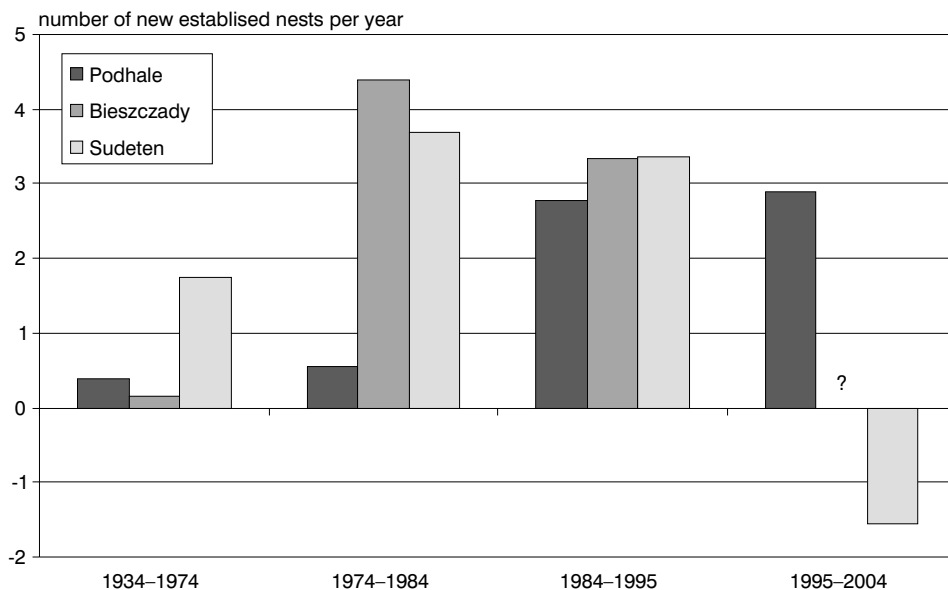 number of new establised nests per year
5
Podhale
4
Bieszczady
Sudeten
3
2
1
?
0
-1
-2
1934–1974 1974–1984 1984–1995 1995–2004